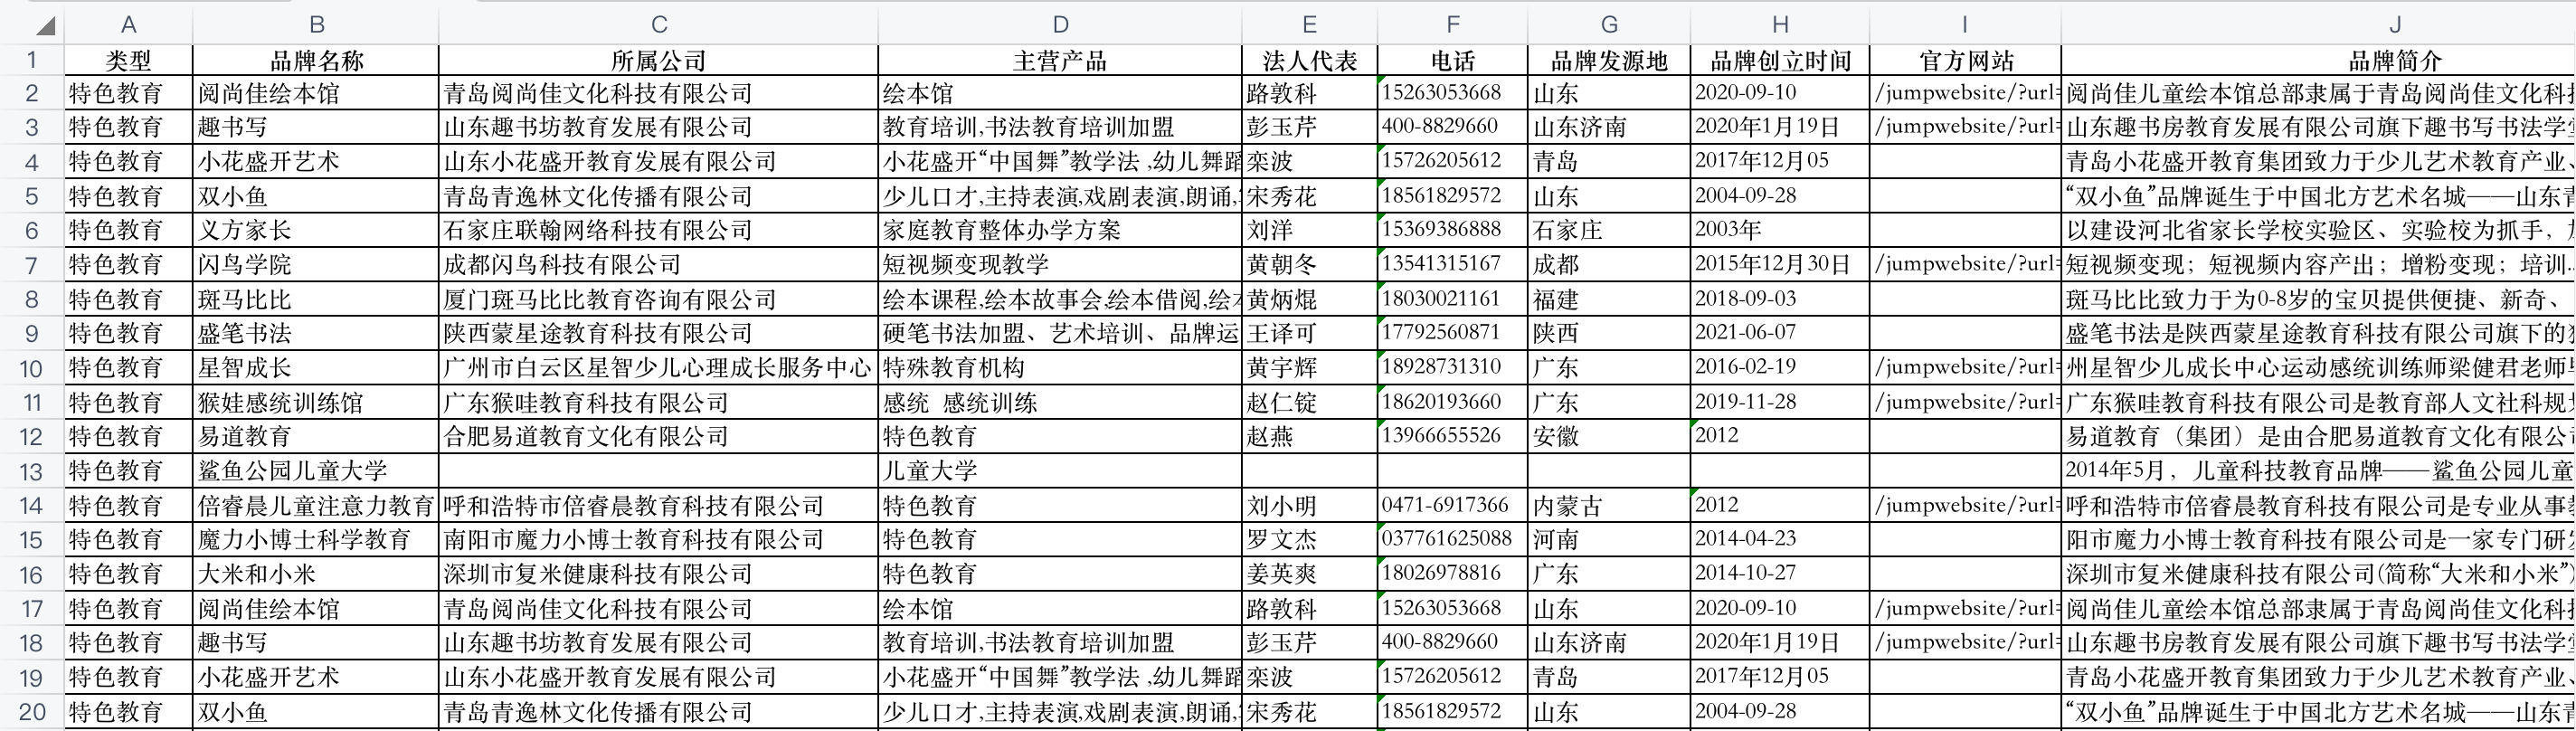 A B C D E F G H I J
1 类型 品牌名称 所属公司 主营产品 法人代表 电话 品牌发源地 品牌创立时间 官方网站 品牌简介
2 特色教育 阅尚佳绘本馆 青岛阅尚佳文化科技有限公司 绘本馆 路敦科 15263053668 山东 2020-09-10 /jumpwebsite/?url= 阅尚佳儿童绘本馆总部隶属于青岛阅尚佳文化科
3 特色教育 趣书写 山东趣书坊教育发展有限公司 教育培训,书法教育培训加盟 彭玉芹 400-8829660 山东济南 2020年1月19日 /jumpwebsite/?url= 山东趣书房教育发展有限公司旗下趣书写书法学
4 特色教育 小花盛开艺术 山东小花盛开教育发展有限公司 小花盛开“中国舞”教学法 ,幼儿舞蹈 栾波 15726205612 青岛 2017年12月05 青岛小花盛开教育集团致力于少儿艺术教育产业、
5 特色教育 双小鱼 青岛青逸林文化传播有限公司 少儿口才,主持表演,戏剧表演,朗诵, 宋秀花 18561829572 山东 2004-09-28 “双小鱼”品牌诞生于中国北方艺术名城——山东
6 特色教育 义方家长 石家庄联翰网络科技有限公司 家庭教育整体办学方案 刘洋 15369386888 石家庄 2003年 以建设河北省家长学校实验区、实验校为抓手，
7 特色教育 闪鸟学院 成都闪鸟科技有限公司 短视频变现教学 黄朝冬 13541315167 成都 2015年12月30日 /jumpwebsite/?url= 短视频变现；短视频内容产出；增粉变现；培训
8 特色教育 斑马比比 厦门斑马比比教育咨询有限公司 绘本课程,绘本故事会,绘本借阅,绘 黄炳焜 18030021161 福建 2018-09-03 斑马比比致力于为0-8岁的宝贝提供便捷、新奇、
9 特色教育 盛笔书法 陕西蒙星途教育科技有限公司 硬笔书法加盟、艺术培训、品牌运 王译可 17792560871 陕西 2021-06-07 盛笔书法是陕西蒙星途教育科技有限公司旗下的
10 特色教育 星智成长 广州市白云区星智少儿心理成长服务中心 特殊教育机构 黄宇辉 18928731310 广东 2016-02-19 /jumpwebsite/?url= 州星智少儿成长中心运动感统训练师梁健君老师
11 特色教育 猴娃感统训练馆 广东猴哇教育科技有限公司 感统 感统训练 赵仁锭 18620193660 广东 2019-11-28 /jumpwebsite/?url= 广东猴哇教育科技有限公司是教育部人文社科规
12 特色教育 易道教育 合肥易道教育文化有限公司 特色教育 赵燕 13966655526 安徽 2012 易道教育（集团）是由合肥易道教育文化有限公
13 特色教育 鲨鱼公园儿童大学 儿童大学 2014年5月，儿童科技教育品牌——鲨鱼公园儿童
14 特色教育 倍睿晨儿童注意力教育 呼和浩特市倍睿晨教育科技有限公司 特色教育 刘小明 0471-6917366 内蒙古 2012 /jumpwebsite/?url= 呼和浩特市倍睿晨教育科技有限公司是专业从事
15 特色教育 魔力小博士科学教育 南阳市魔力小博士教育科技有限公司 特色教育 罗文杰 037761625088 河南 2014-04-23 阳市魔力小博士教育科技有限公司是一家专门研
16 特色教育 大米和小米 深圳市复米健康科技有限公司 特色教育 姜英爽 18026978816 广东 2014-10-27 深圳市复米健康科技有限公司(简称“大米和小米”)
17 特色教育 阅尚佳绘本馆 青岛阅尚佳文化科技有限公司 绘本馆 路敦科 15263053668 山东 2020-09-10 /jumpwebsite/?url= 阅尚佳儿童绘本馆总部隶属于青岛阅尚佳文化科
18 特色教育 趣书写 山东趣书坊教育发展有限公司 教育培训,书法教育培训加盟 彭玉芹 400-8829660 山东济南 2020年1月19日 /jumpwebsite/?url= 山东趣书房教育发展有限公司旗下趣书写书法学
19 特色教育 小花盛开艺术 山东小花盛开教育发展有限公司 小花盛开“中国舞”教学法 ,幼儿舞蹈 栾波 15726205612 青岛 2017年12月05 青岛小花盛开教育集团致力于少儿艺术教育产业、
20 特色教育 双小鱼 青岛青逸林文化传播有限公司 少儿口才,主持表演,戏剧表演,朗诵, 宋秀花 18561829572 山东 2004-09-28 “双小鱼”品牌诞生于中国北方艺术名城——山东